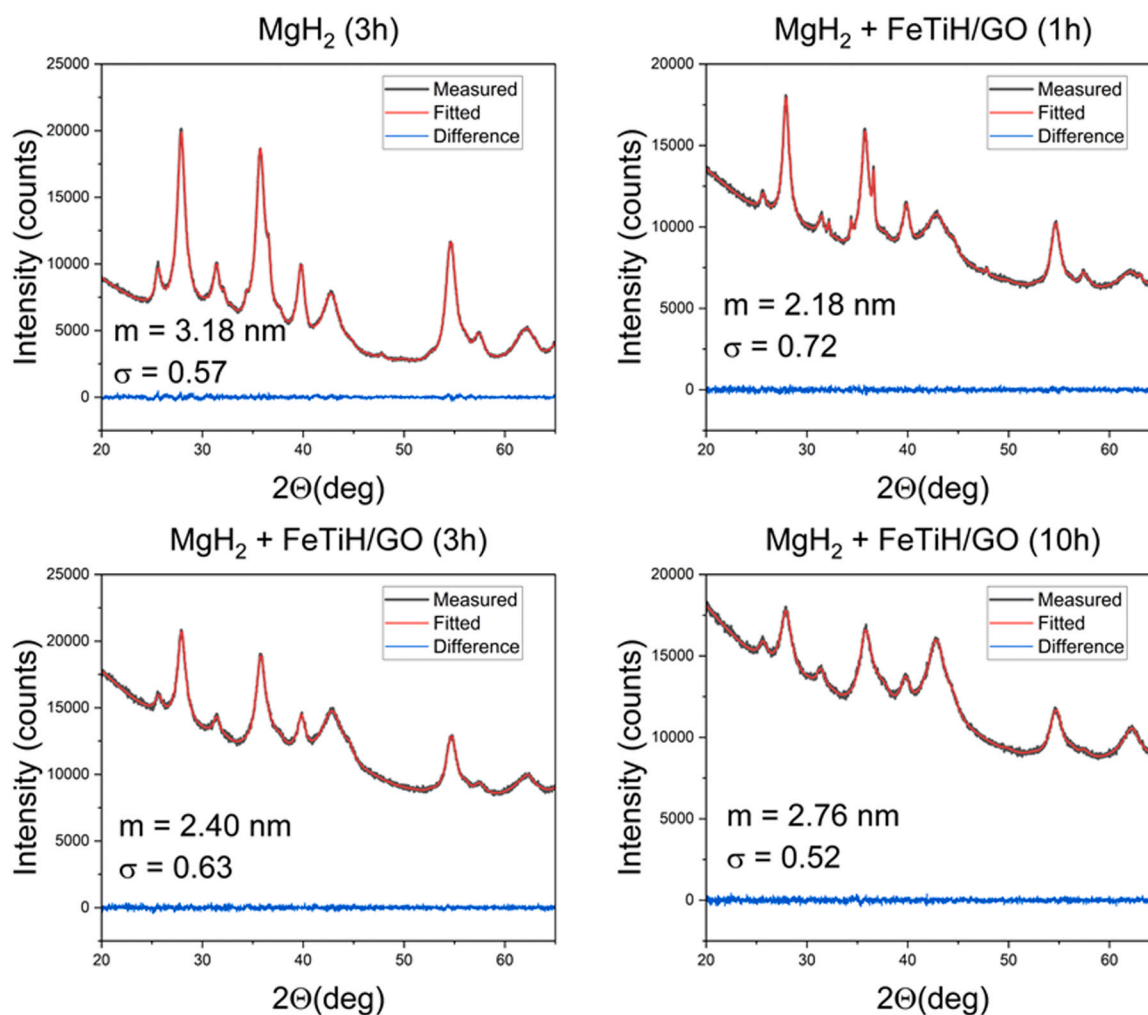 MgH₂ (3h)
25000
20000
15000
10000
5000
0
Intensity (counts)
Measured
Fitted
Difference
m = 3.18 nm
σ = 0.57
20 30 40 50 60
2Θ(deg)
MgH₂ + FeTiH/GO (1h)
20000
15000
10000
5000
0
Intensity (counts)
Measured
Fitted
Difference
m = 2.18 nm
σ = 0.72
20 30 40 50 60
2Θ(deg)
MgH₂ + FeTiH/GO (3h)
25000
20000
15000
10000
5000
0
Intensity (counts)
Measured
Fitted
Difference
m = 2.40 nm
σ = 0.63
20 30 40 50 60
2Θ(deg)
MgH₂ + FeTiH/GO (10h)
20000
15000
10000
5000
0
Intensity (counts)
Measured
Fitted
Difference
m = 2.76 nm
σ = 0.52
20 30 40 50 60
2Θ(deg)